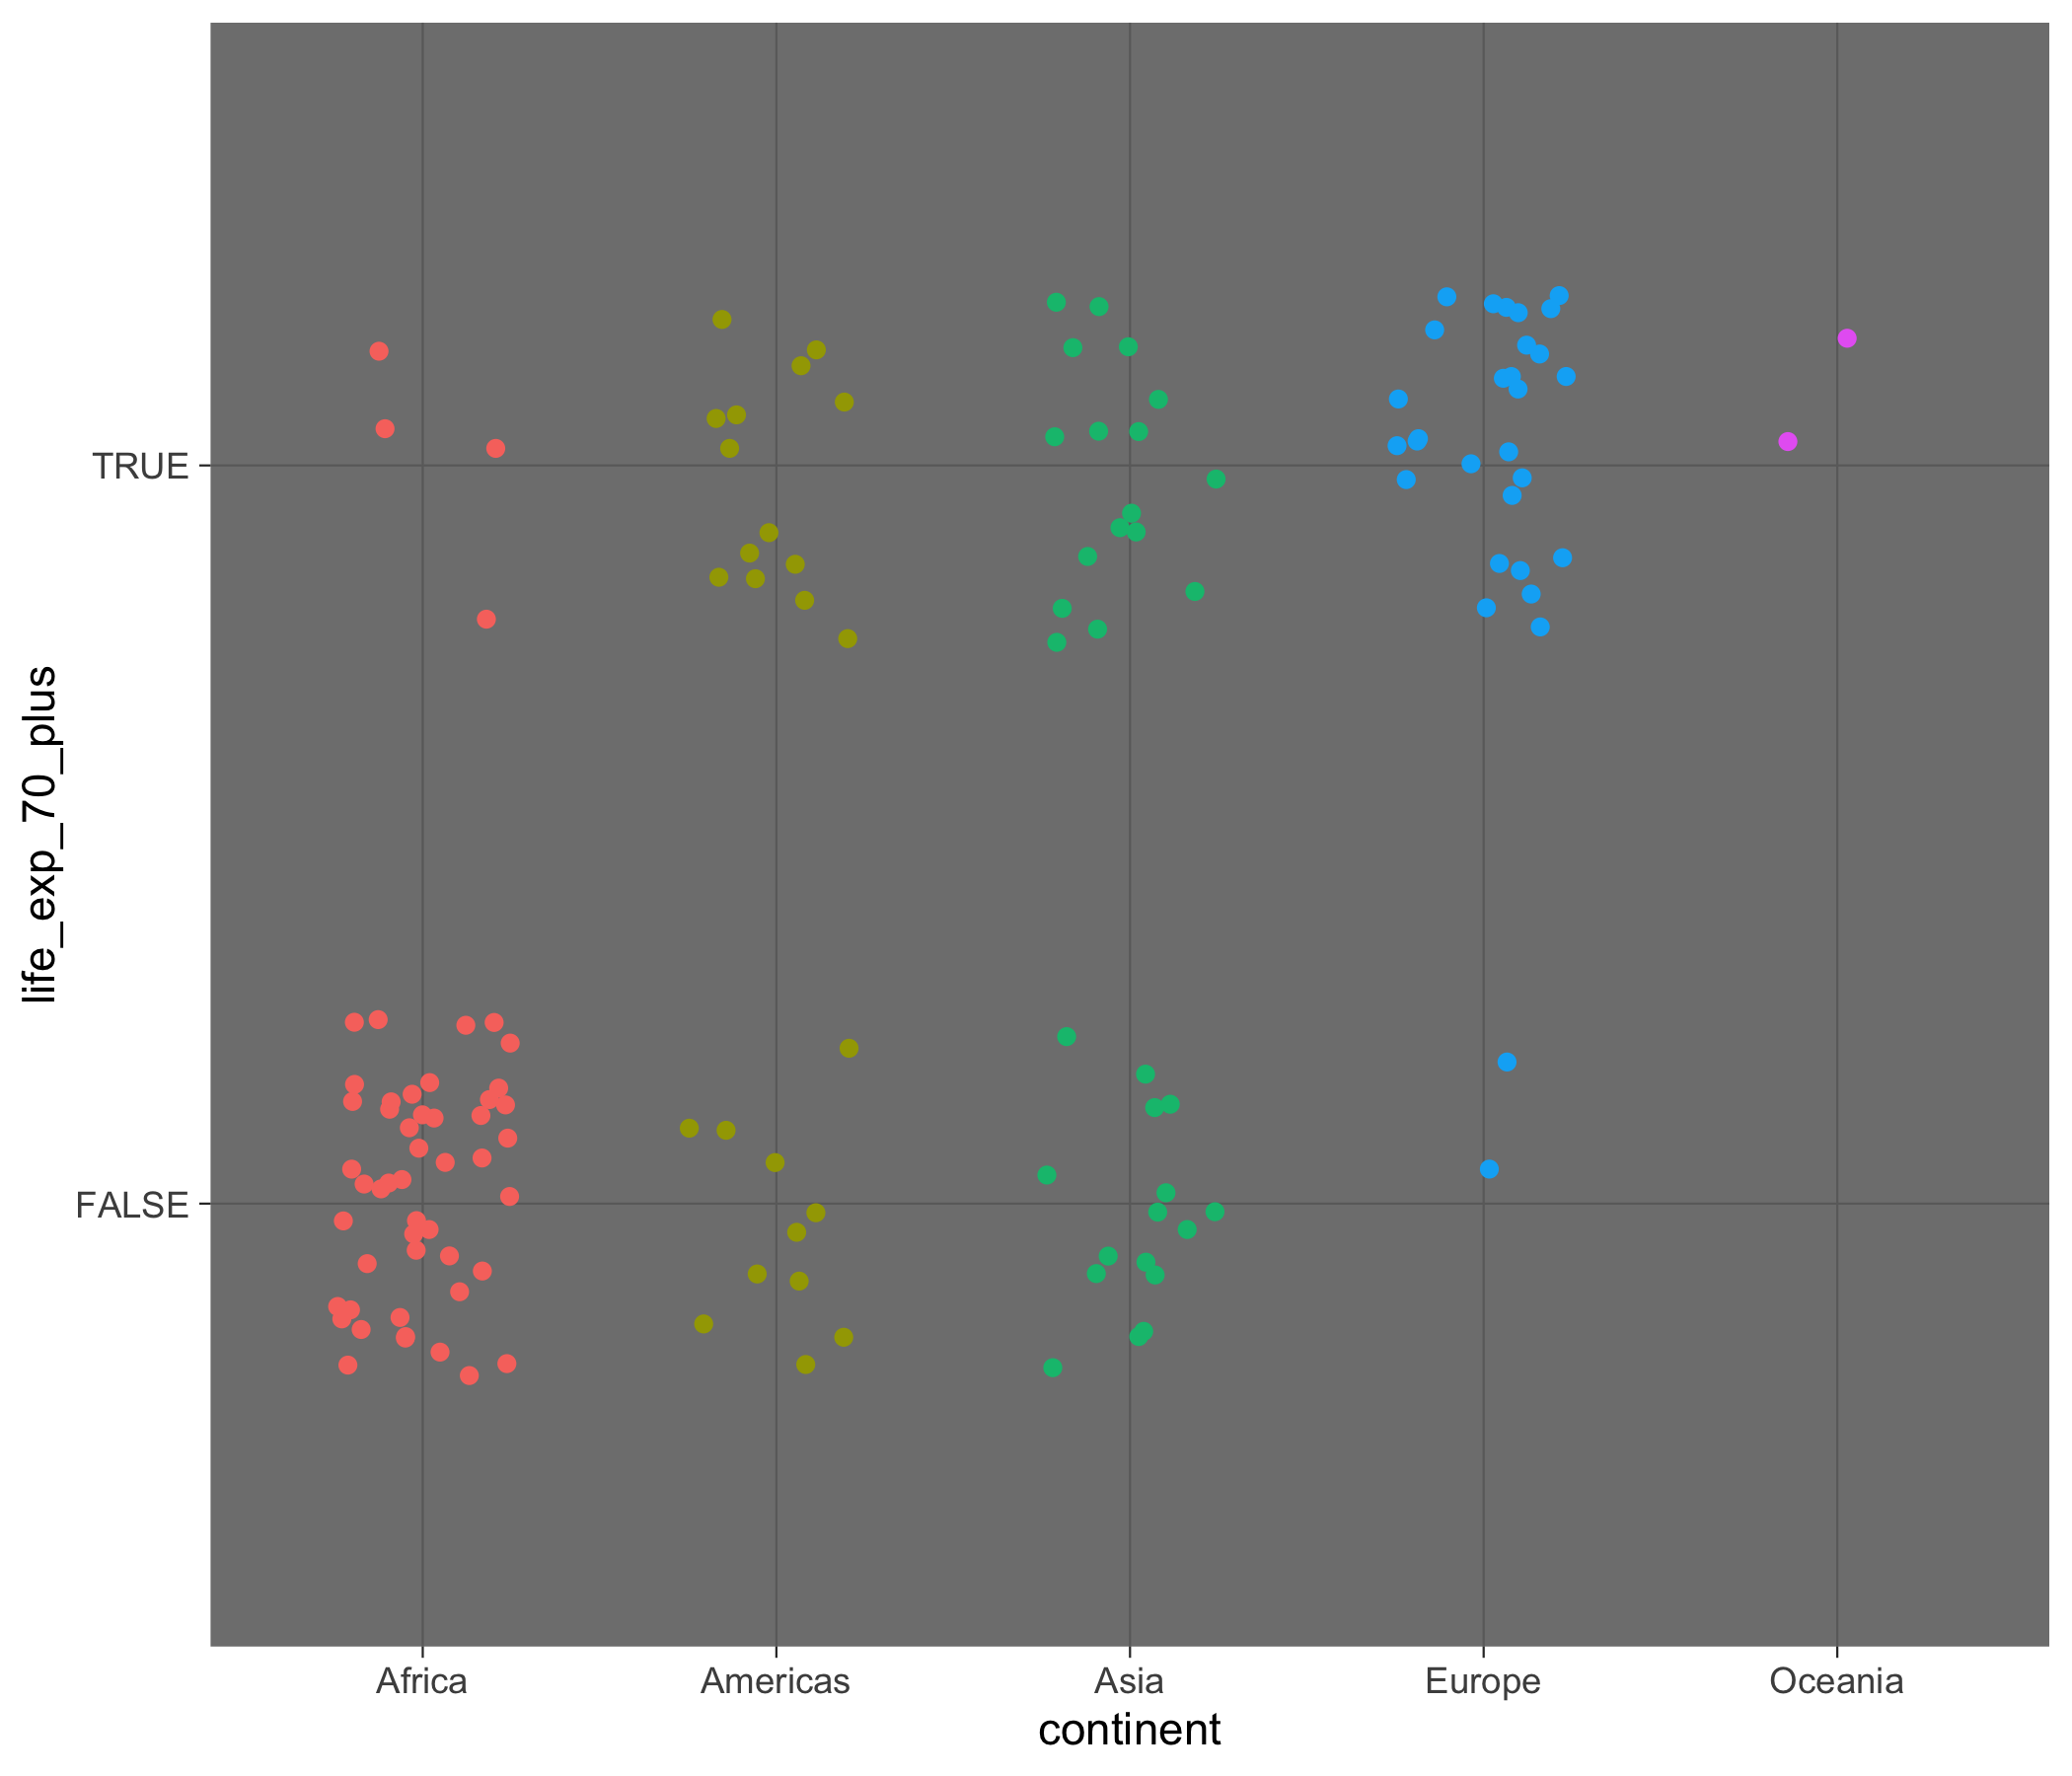 life_exp_70_plus
TRUE
FALSE
Africa Americas Asia Europe Oceania
continent